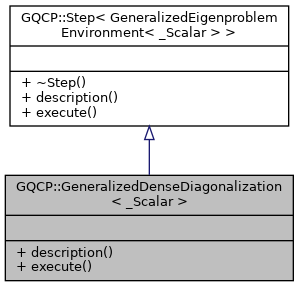 GQCP::Step< GeneralizedEigenproblem
Environment< _Scalar > >
+ ~Step()
+ description()
+ execute()
GQCP::GeneralizedDenseDiagonalization
< _Scalar >
+ description()
+ execute()